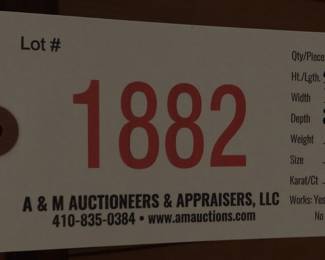 Lot #
1882
A & M AUCTIONEERS & APPRAISERS, LLC
410-835-0384 • www.amauctions.com
Qty/Piece
Ht./Lgth.
Width
Depth
Weight
Size
Karat/Ct
Works: Yes
No